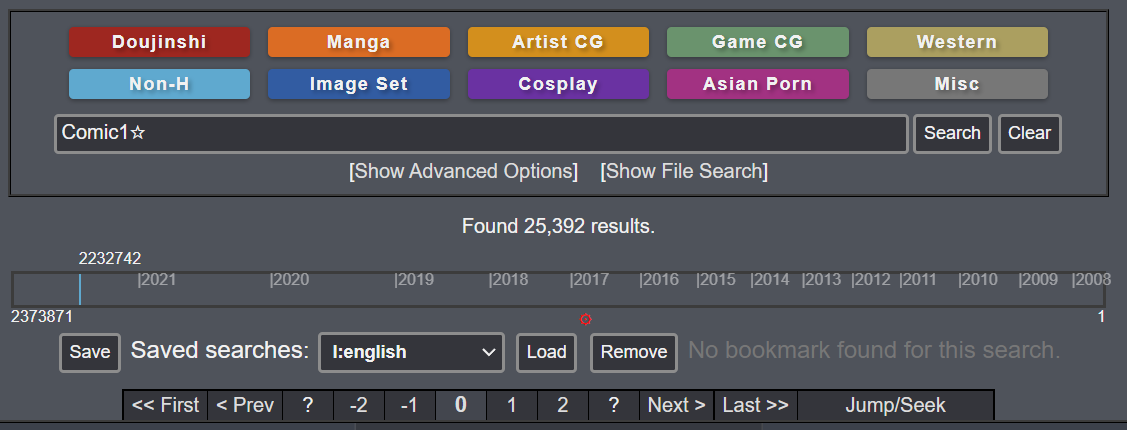 Doujinshi Manga Artist CG Game CG Western
Non-H Image Set Cosplay Asian Porn Misc
Comic1☆ Search Clear
[Show Advanced Options] [Show File Search]
Found 25,392 results.
2232742
|2021 |2020 |2019 |2018 |2017 |2016 |2015 |2014 |2013 |2012 |2011 |2010 |2009 |2008
2373871 1
Save Saved searches: l:english Load Remove No bookmark found for this search.
<< First < Prev ? -2 -1 0 1 2 ? Next > Last >> Jump/Seek